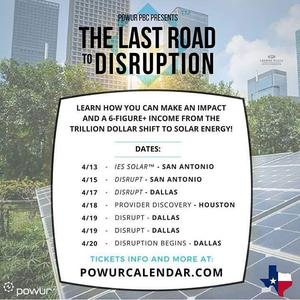 POWUR PBC PRESENTS
THE LAST ROAD
TO DISRUPTION
LEARN HOW YOU CAN MAKE AN IMPACT
AND A 6-FIGURE+ INCOME FROM THE
TRILLION DOLLAR SHIFT TO SOLAR ENERGY!
DATES:
4/13 - IES SOLAR™ - SAN ANTONIO
4/15 - DISRUPT - SAN ANTONIO
4/17 - DISRUPT - DALLAS
4/18 - PROVIDER DISCOVERY - HOUSTON
4/19 - DISRUPT - DALLAS
4/19 - DISRUPT - DALLAS
4/20 - DISRUPTION BEGINS - DALLAS
TICKETS INFO AND MORE AT:
POWURCALENDAR.COM
powur